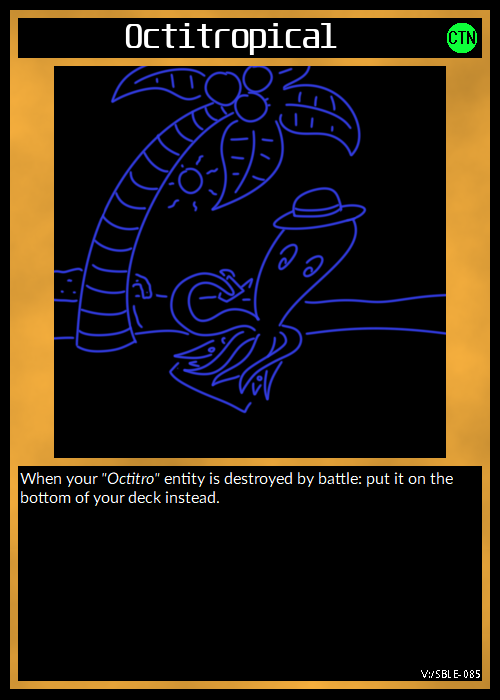 Octitropical
CTN
When your "Octitro" entity is destroyed by battle: put it on the
bottom of your deck instead.
V:/SBLE-085